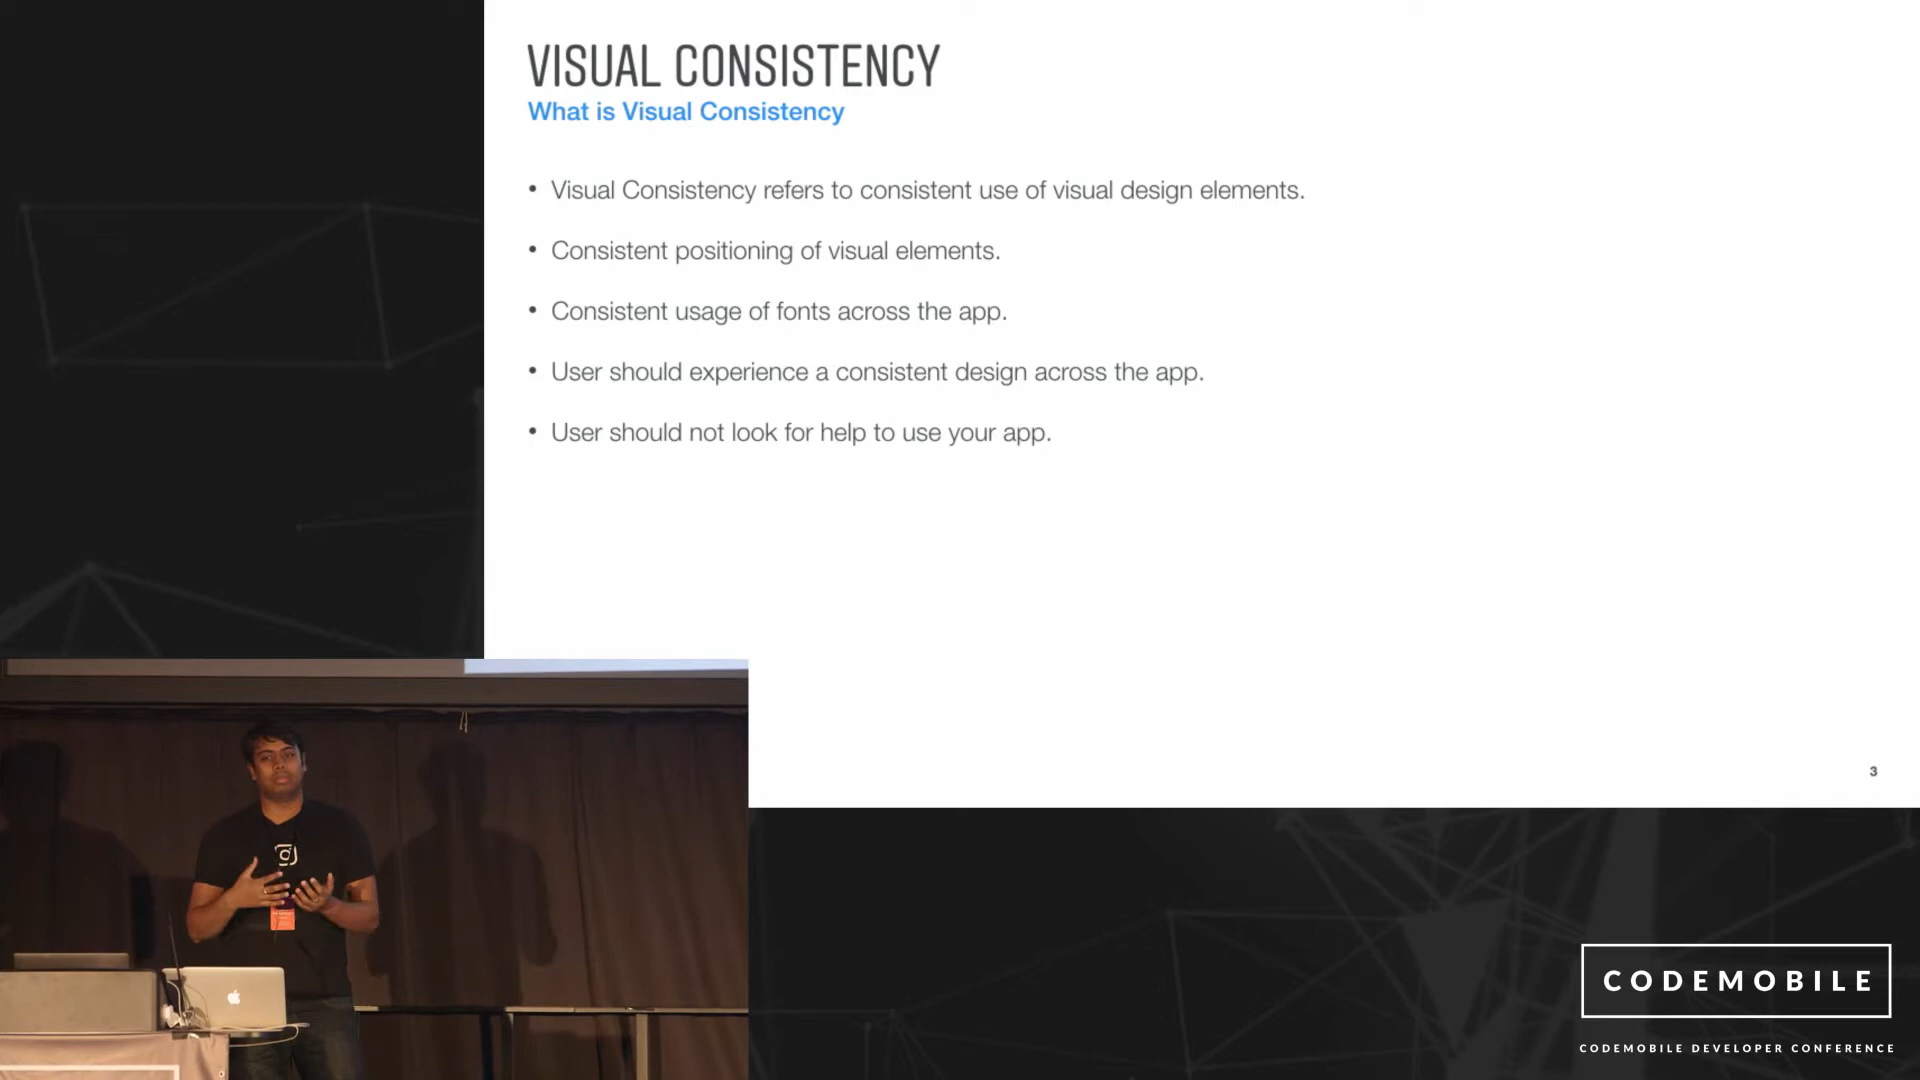 VISUAL CONSISTENCY
What is Visual Consistency
• Visual Consistency refers to consistent use of visual design elements.
• Consistent positioning of visual elements.
• Consistent usage of fonts across the app.
• User should experience a consistent design across the app.
• User should not look for help to use your app.
3
CODEMOBILE
CODEMOBILE DEVELOPER CONFERENCE